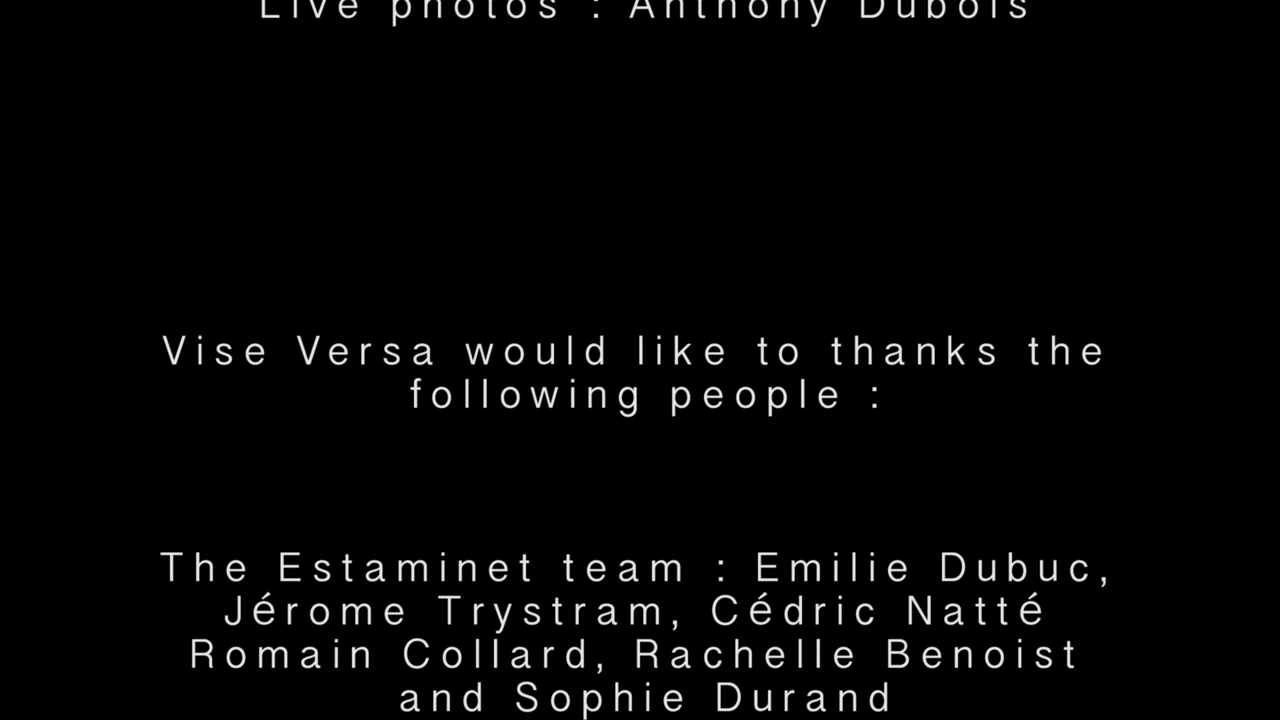 Live photos : Anthony Dubois
Vise Versa would like to thanks the
following people :
The Estaminet team : Emilie Dubuc,
Jérome Trystram, Cédric Natté
Romain Collard, Rachelle Benoist
and Sophie Durand